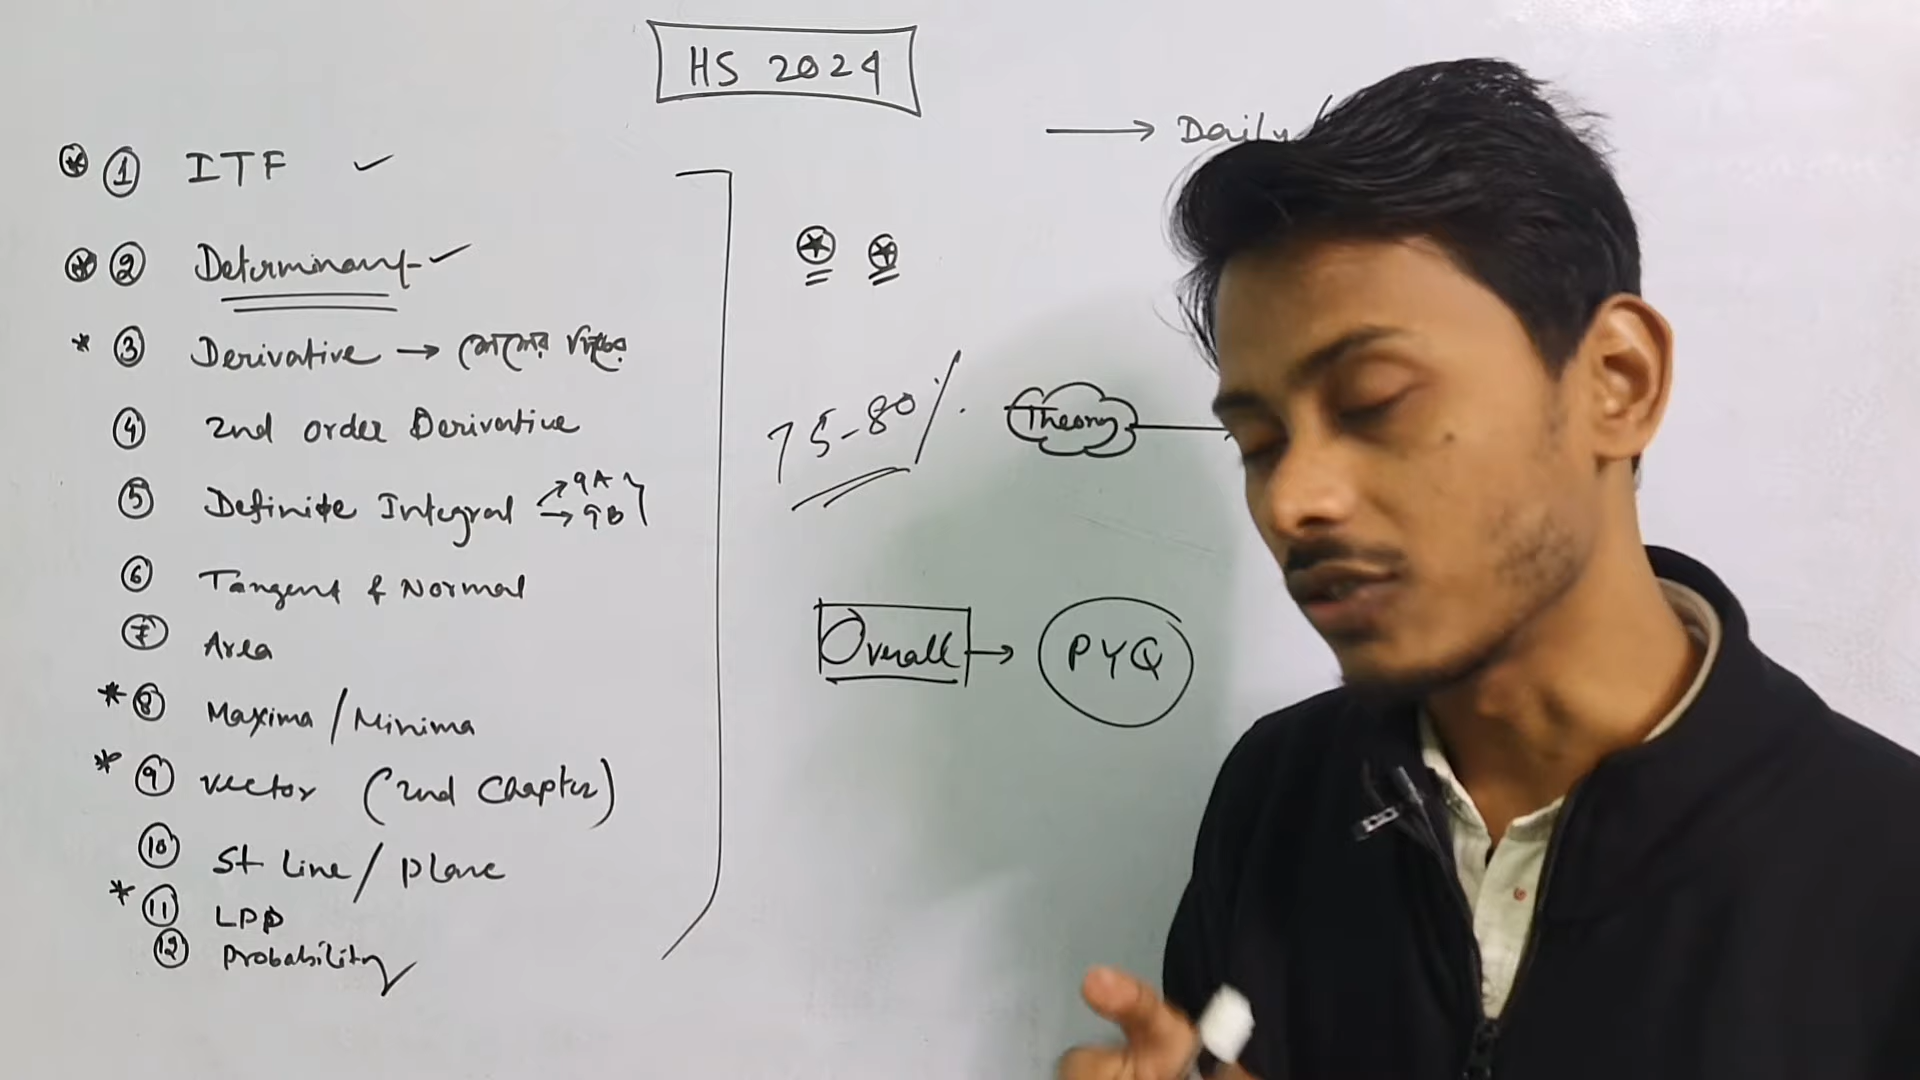 HS 2024
→ Daily
* ① ITF ✓
* ② Determinant ✓
* ③ Derivative → শেষের দিকের
④ 2nd order Derivative
⑤ Definite Integral → 9A
→ 9B
⑥ Tangent & Normal
⑦ Area
* ⑧ Maxima / Minima
* ⑨ Vector (2nd Chapter)
⑩ St Line / Plane
* ⑪ LPP
⑫ Probability ✓
75-80%
Theory →
Overall → PYQ